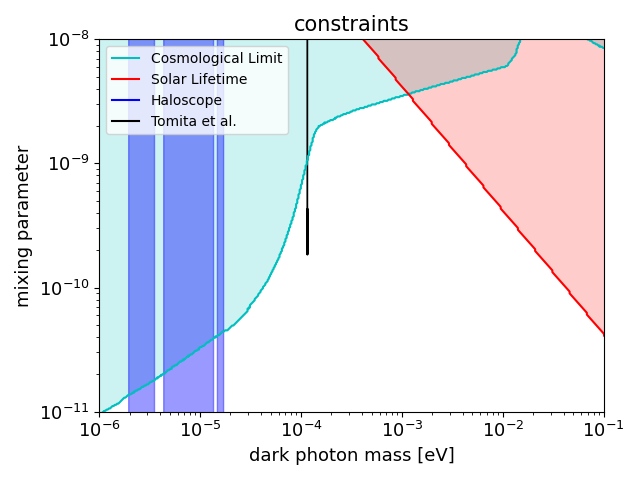 constraints
Cosmological Limit
Solar Lifetime
Haloscope
Tomita et al.
mixing parameter
10⁻⁸
10⁻⁹
10⁻¹⁰
10⁻¹¹
10⁻⁶ 10⁻⁵ 10⁻⁴ 10⁻³ 10⁻² 10⁻¹
dark photon mass [eV]